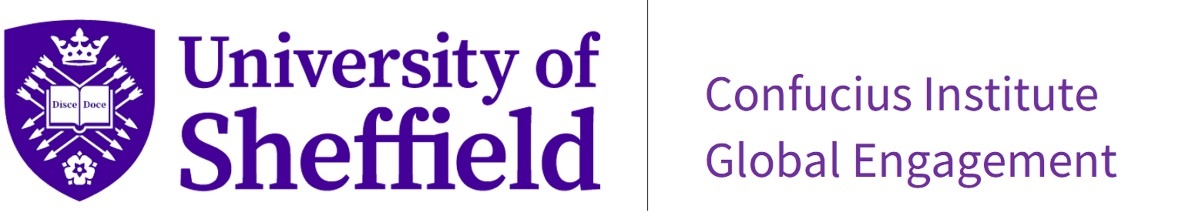 Disce Doce
University of
Sheffield
Confucius Institute
Global Engagement